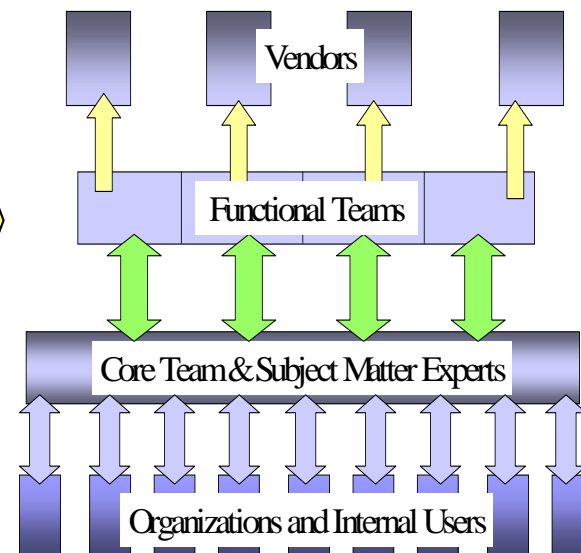 Vendors
Functional Teams
Core Team & Subject Matter Experts
Organizations and Internal Users